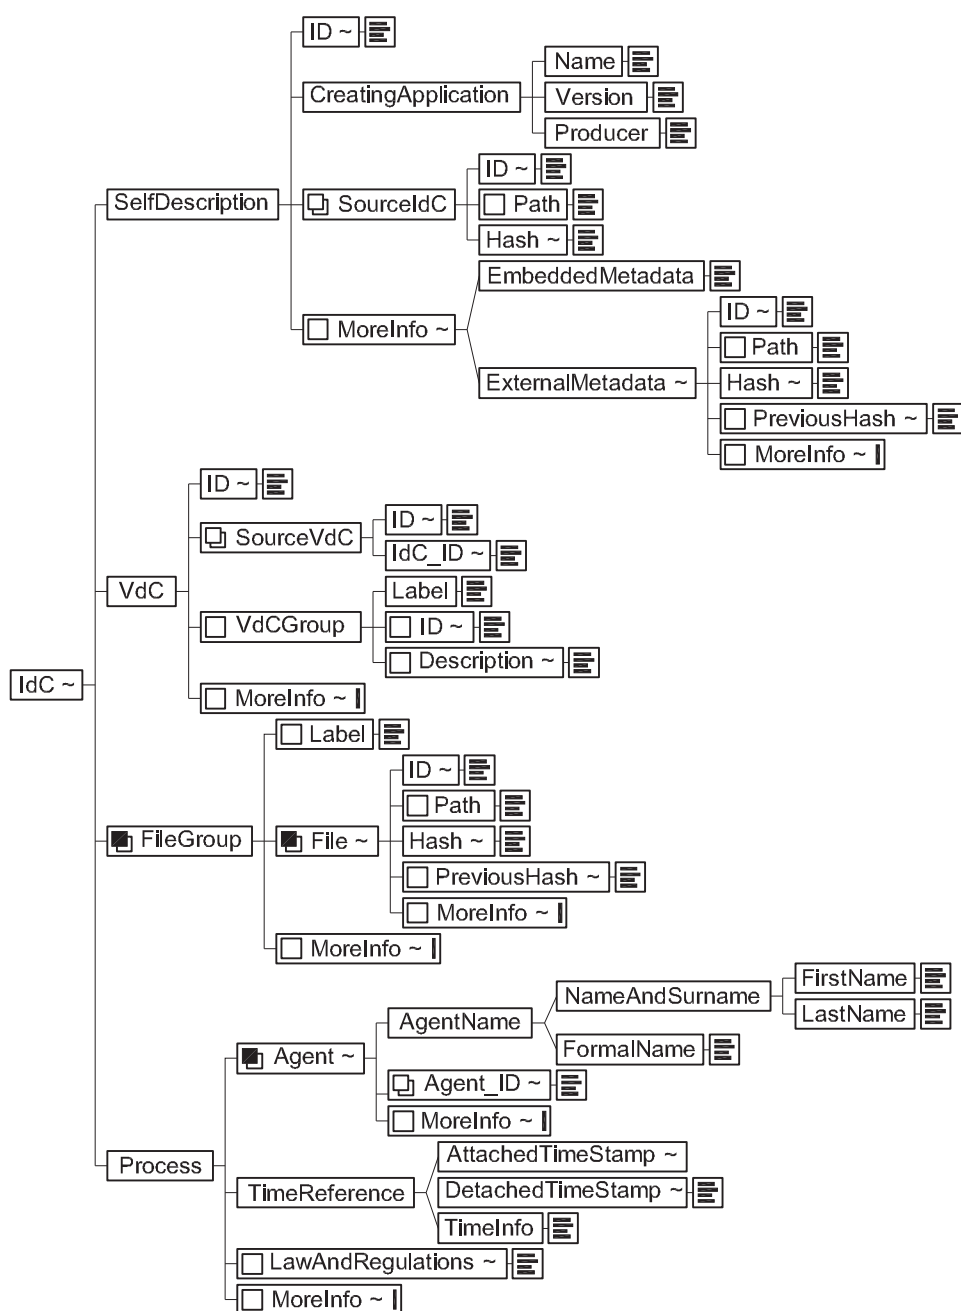 ID ~
CreatingApplication
Name
Version
Producer
SelfDescription
SourceIdC
ID ~
Path
Hash ~
MoreInfo ~
EmbeddedMetadata
ExternalMetadata ~
ID ~
Path
Hash ~
PreviousHash ~
MoreInfo ~
IdC ~
VdC
ID ~
SourceVdC
ID ~
IdC_ID ~
VdCGroup
Label
ID ~
Description ~
MoreInfo ~
FileGroup
Label
File ~
ID ~
Path
Hash ~
PreviousHash ~
MoreInfo ~
MoreInfo ~
Process
Agent ~
AgentName
NameAndSurname
FirstName
LastName
FormalName
Agent_ID ~
MoreInfo ~
TimeReference
AttachedTimeStamp ~
DetachedTimeStamp ~
TimeInfo
LawAndRegulations ~
MoreInfo ~